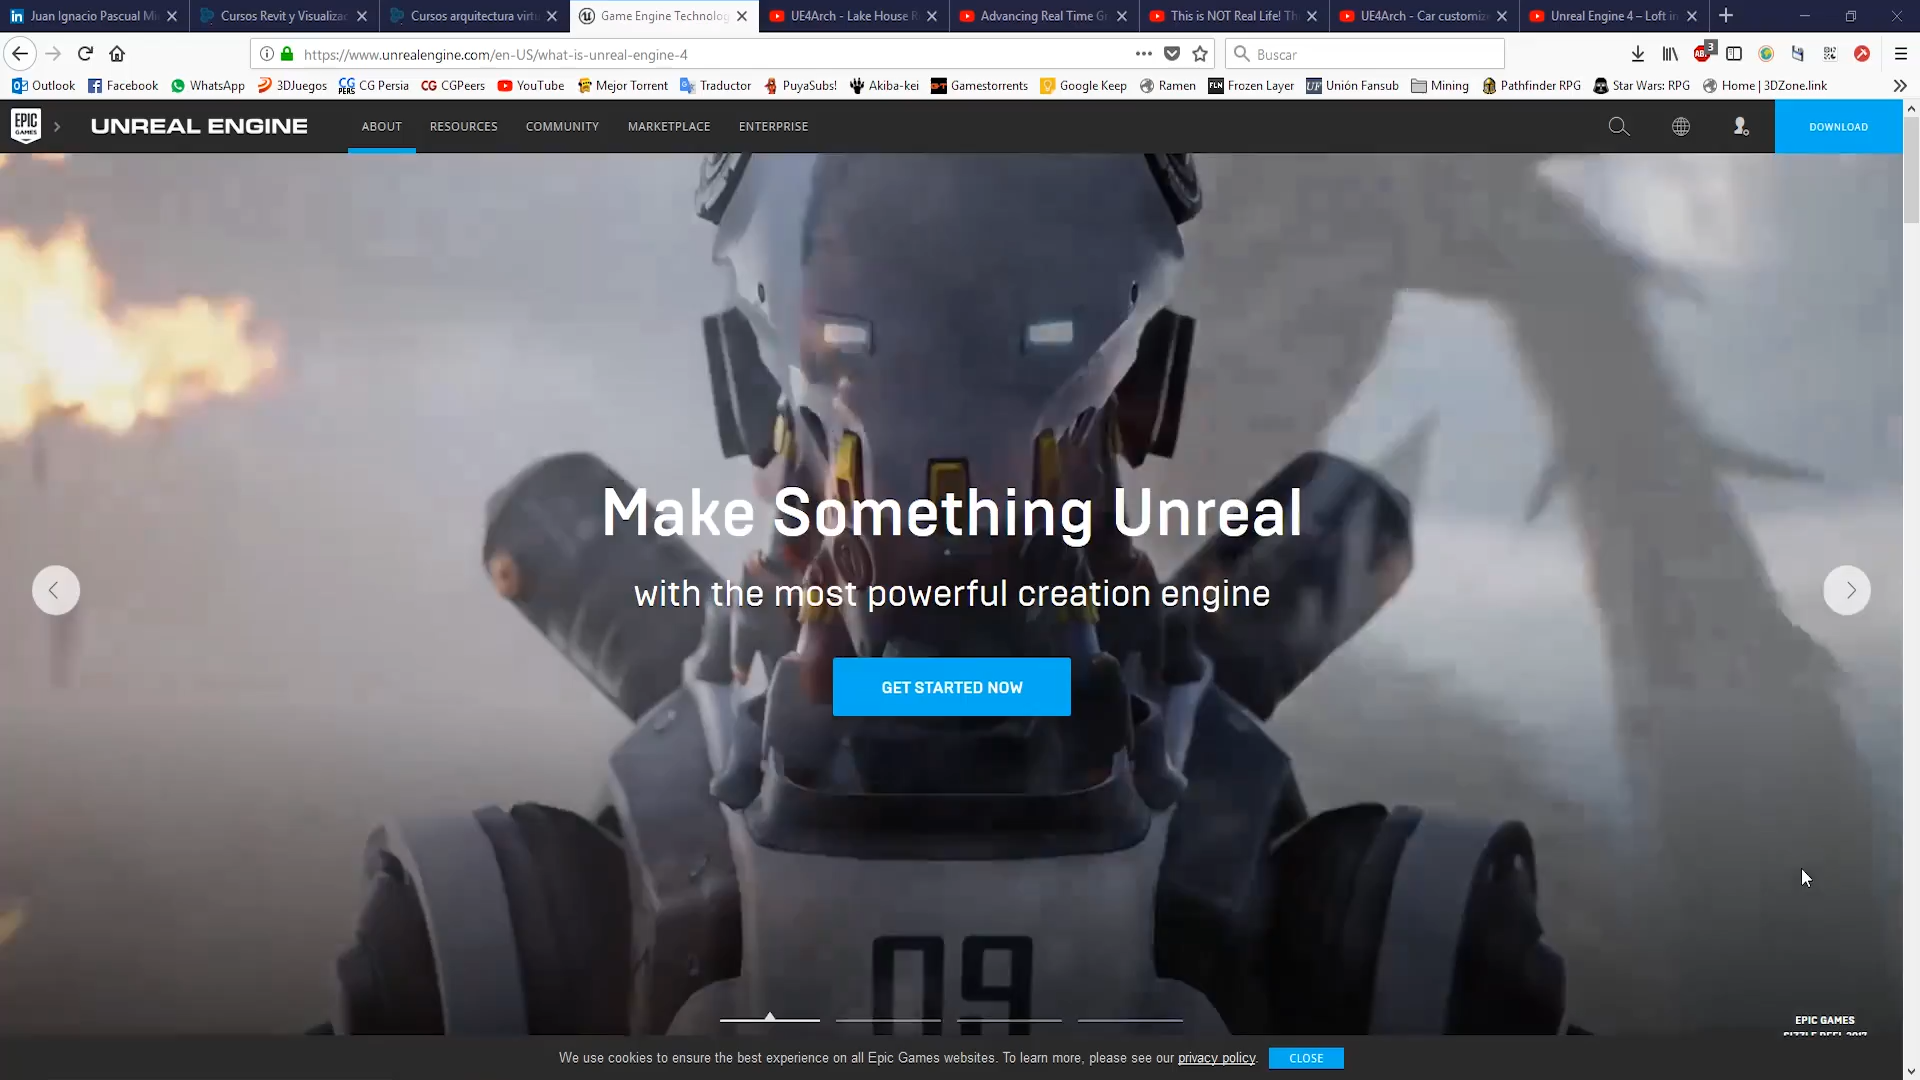 Juan Ignacio Pascual Mi
Cursos Revit y Visualizac
Cursos arquitectura virtu
Game Engine Technolog
UE4Arch - Lake House R
Advancing Real Time Gr
This is NOT Real Life! Th
UE4Arch - Car customize
Unreal Engine 4 – Loft in
https://www.unrealengine.com/en-US/what-is-unreal-engine-4
Buscar
3
Outlook
Facebook
WhatsApp
3DJuegos
CG Persia
CGPeers
YouTube
Mejor Torrent
Traductor
PuyaSubs!
Akiba-kei
Gamestorrents
Google Keep
Ramen
Frozen Layer
Unión Fansub
Mining
Pathfinder RPG
Star Wars: RPG
Home | 3DZone.link
EPIC GAMES
UNREAL ENGINE
ABOUT
RESOURCES
COMMUNITY
MARKETPLACE
ENTERPRISE
DOWNLOAD
Make Something Unreal
with the most powerful creation engine
GET STARTED NOW
09
EPIC GAMES
SIZZLE REEL 2017
We use cookies to ensure the best experience on all Epic Games websites. To learn more, please see our privacy policy.
CLOSE